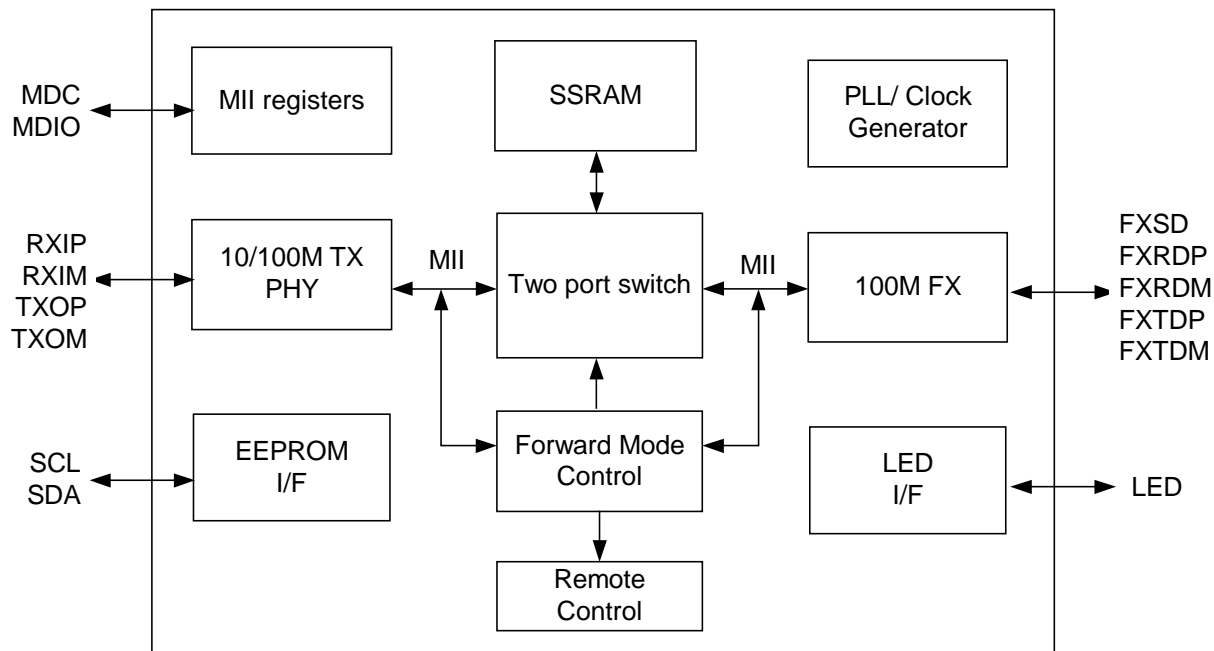 MDC
MDIO
MII registers
SSRAM
PLL/ Clock
Generator
RXIP
RXIM
TXOP
TXOM
10/100M TX
PHY
MII
Two port switch
MII
100M FX
FXSD
FXRDP
FXRDM
FXTDP
FXTDM
SCL
SDA
EEPROM
I/F
Forward Mode
Control
LED
I/F
LED
Remote
Control